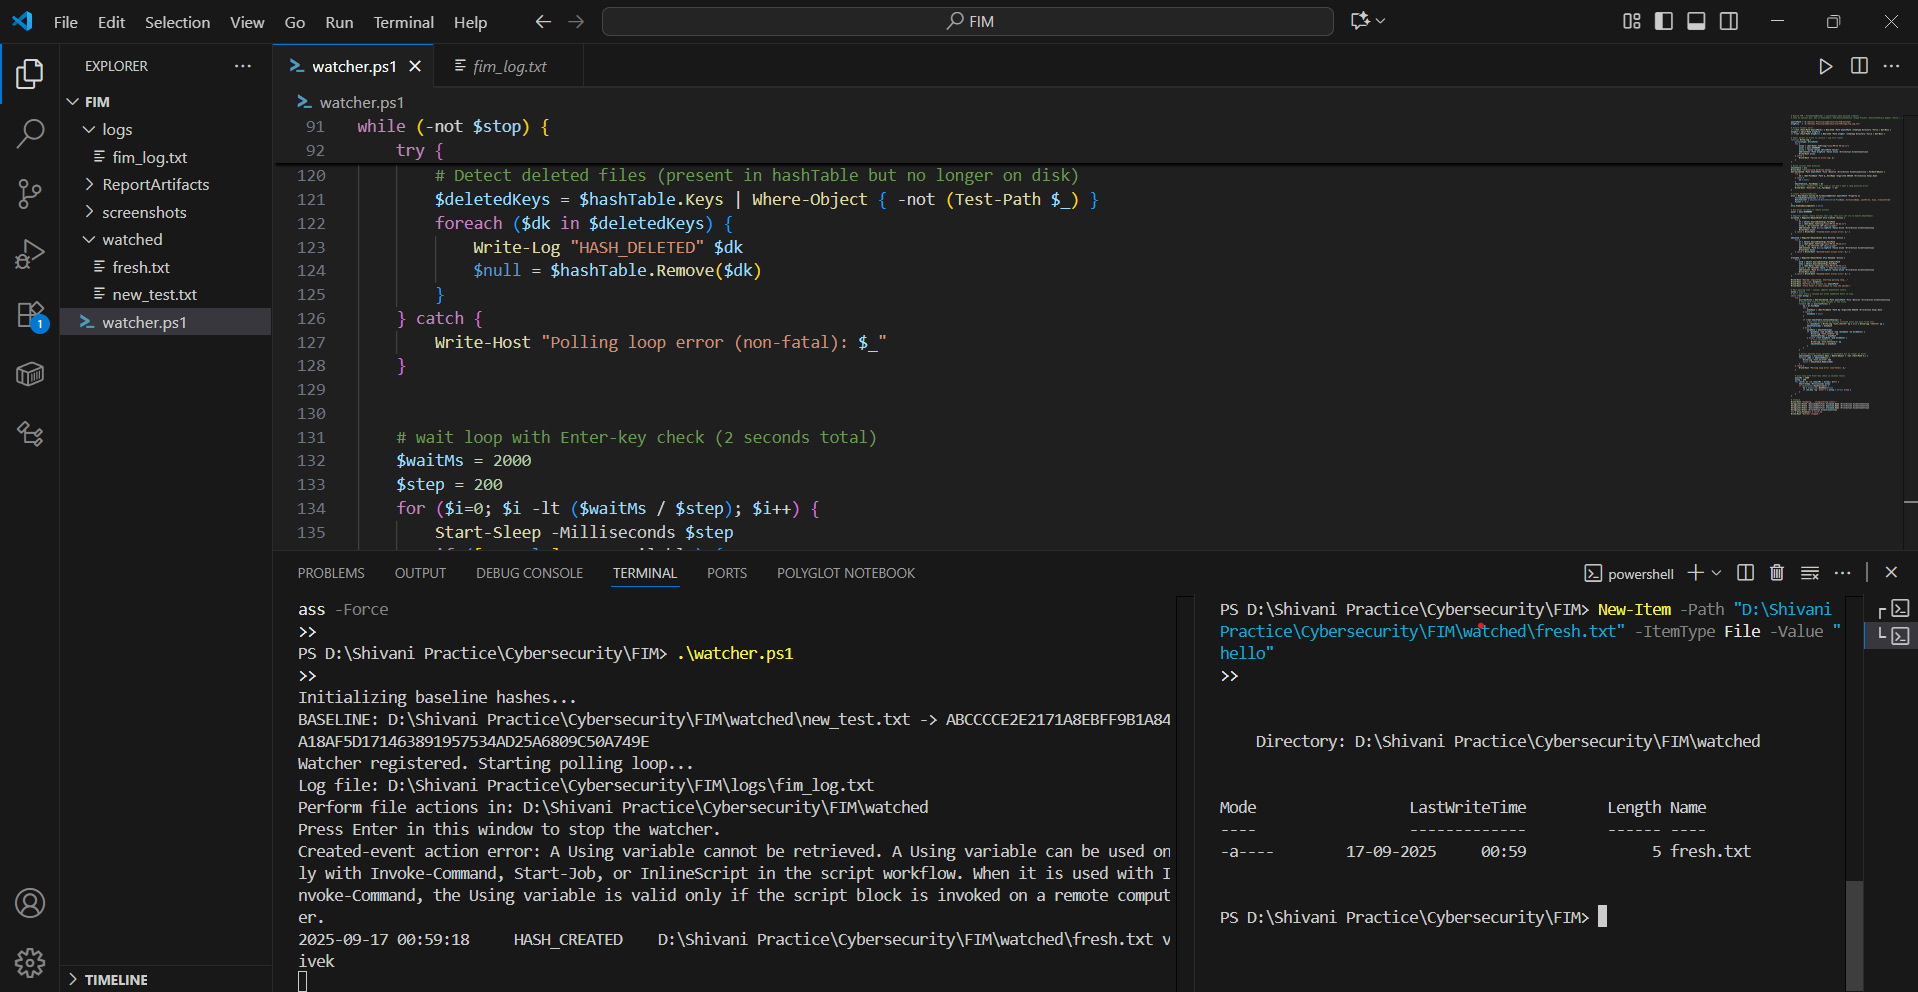 File Edit Selection View Go Run Terminal Help
FIM
EXPLORER
FIM
logs
fim_log.txt
ReportArtifacts
screenshots
watched
fresh.txt
new_test.txt
watcher.ps1
1
TIMELINE
watcher.ps1
fim_log.txt
watcher.ps1
91 while (-not $stop) {
92 try {
120 # Detect deleted files (present in hashTable but no longer on disk)
121 $deletedKeys = $hashTable.Keys | Where-Object { -not (Test-Path $_) }
122 foreach ($dk in $deletedKeys) {
123 Write-Log "HASH_DELETED" $dk
124 $null = $hashTable.Remove($dk)
125 }
126 } catch {
127 Write-Host "Polling loop error (non-fatal): $_"
128 }
129
130
131 # wait loop with Enter-key check (2 seconds total)
132 $waitMs = 2000
133 $step = 200
134 for ($i=0; $i -lt ($waitMs / $step); $i++) {
135 Start-Sleep -Milliseconds $step
PROBLEMS OUTPUT DEBUG CONSOLE TERMINAL PORTS POLYGLOT NOTEBOOK
powershell
ass -Force
>>
PS D:\Shivani Practice\Cybersecurity\FIM> .\watcher.ps1
>>
Initializing baseline hashes...
BASELINE: D:\Shivani Practice\Cybersecurity\FIM\watched\new_test.txt -> ABCCCCE2E2171A8EBFF9B1A84
A18AF5D171463891957534AD25A6809C50A749E
Watcher registered. Starting polling loop...
Log file: D:\Shivani Practice\Cybersecurity\FIM\logs\fim_log.txt
Perform file actions in: D:\Shivani Practice\Cybersecurity\FIM\watched
Press Enter in this window to stop the watcher.
Created-event action error: A Using variable cannot be retrieved. A Using variable can be used on
ly with Invoke-Command, Start-Job, or InlineScript in the script workflow. When it is used with I
nvoke-Command, the Using variable is valid only if the script block is invoked on a remote comput
er.
2025-09-17 00:59:18 HASH_CREATED D:\Shivani Practice\Cybersecurity\FIM\watched\fresh.txt v
ivek
PS D:\Shivani Practice\Cybersecurity\FIM> New-Item -Path "D:\Shivani
Practice\Cybersecurity\FIM\watched\fresh.txt" -ItemType File -Value "
hello"
>>
Directory: D:\Shivani Practice\Cybersecurity\FIM\watched
Mode LastWriteTime Length Name
---- ------------- ------ ----
-a---- 17-09-2025 00:59 5 fresh.txt
PS D:\Shivani Practice\Cybersecurity\FIM>